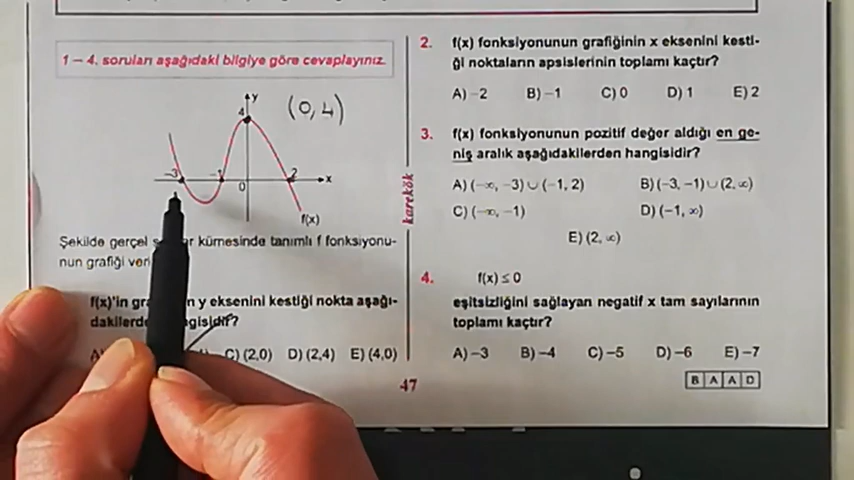 1 – 4. soruları aşağıdaki bilgiye göre cevaplayınız.
y
4
(0,4)
-3
-1
2
x
0
f(x)
Şekilde gerçel kümesinde tanımlı f fonksiyonu-
nun grafiği
f(x)'in y eksenini kestiği nokta aşağı-
C) (2,0) D) (2,4) E) (4,0)
karekök
2. f(x) fonksiyonunun grafiğinin x eksenini kesti-
ği noktaların apsislerinin toplamı kaçtır?
A) –2 B) –1 C) 0 D) 1 E) 2
3. f(x) fonksiyonunun pozitif değer aldığı en ge-
niş aralık aşağıdakilerden hangisidir?
A) (–∞, –3) ∪ (–1, 2) B) (–3, –1) ∪ (2, ∞)
C) (–∞, –1) D) (–1, ∞)
E) (2, ∞)
4. f(x) ≤ 0
eşitsizliğini sağlayan negatif x tam sayılarının
toplamı kaçtır?
A) –3 B) –4 C) –5 D) –6 E) –7
47
B A A D